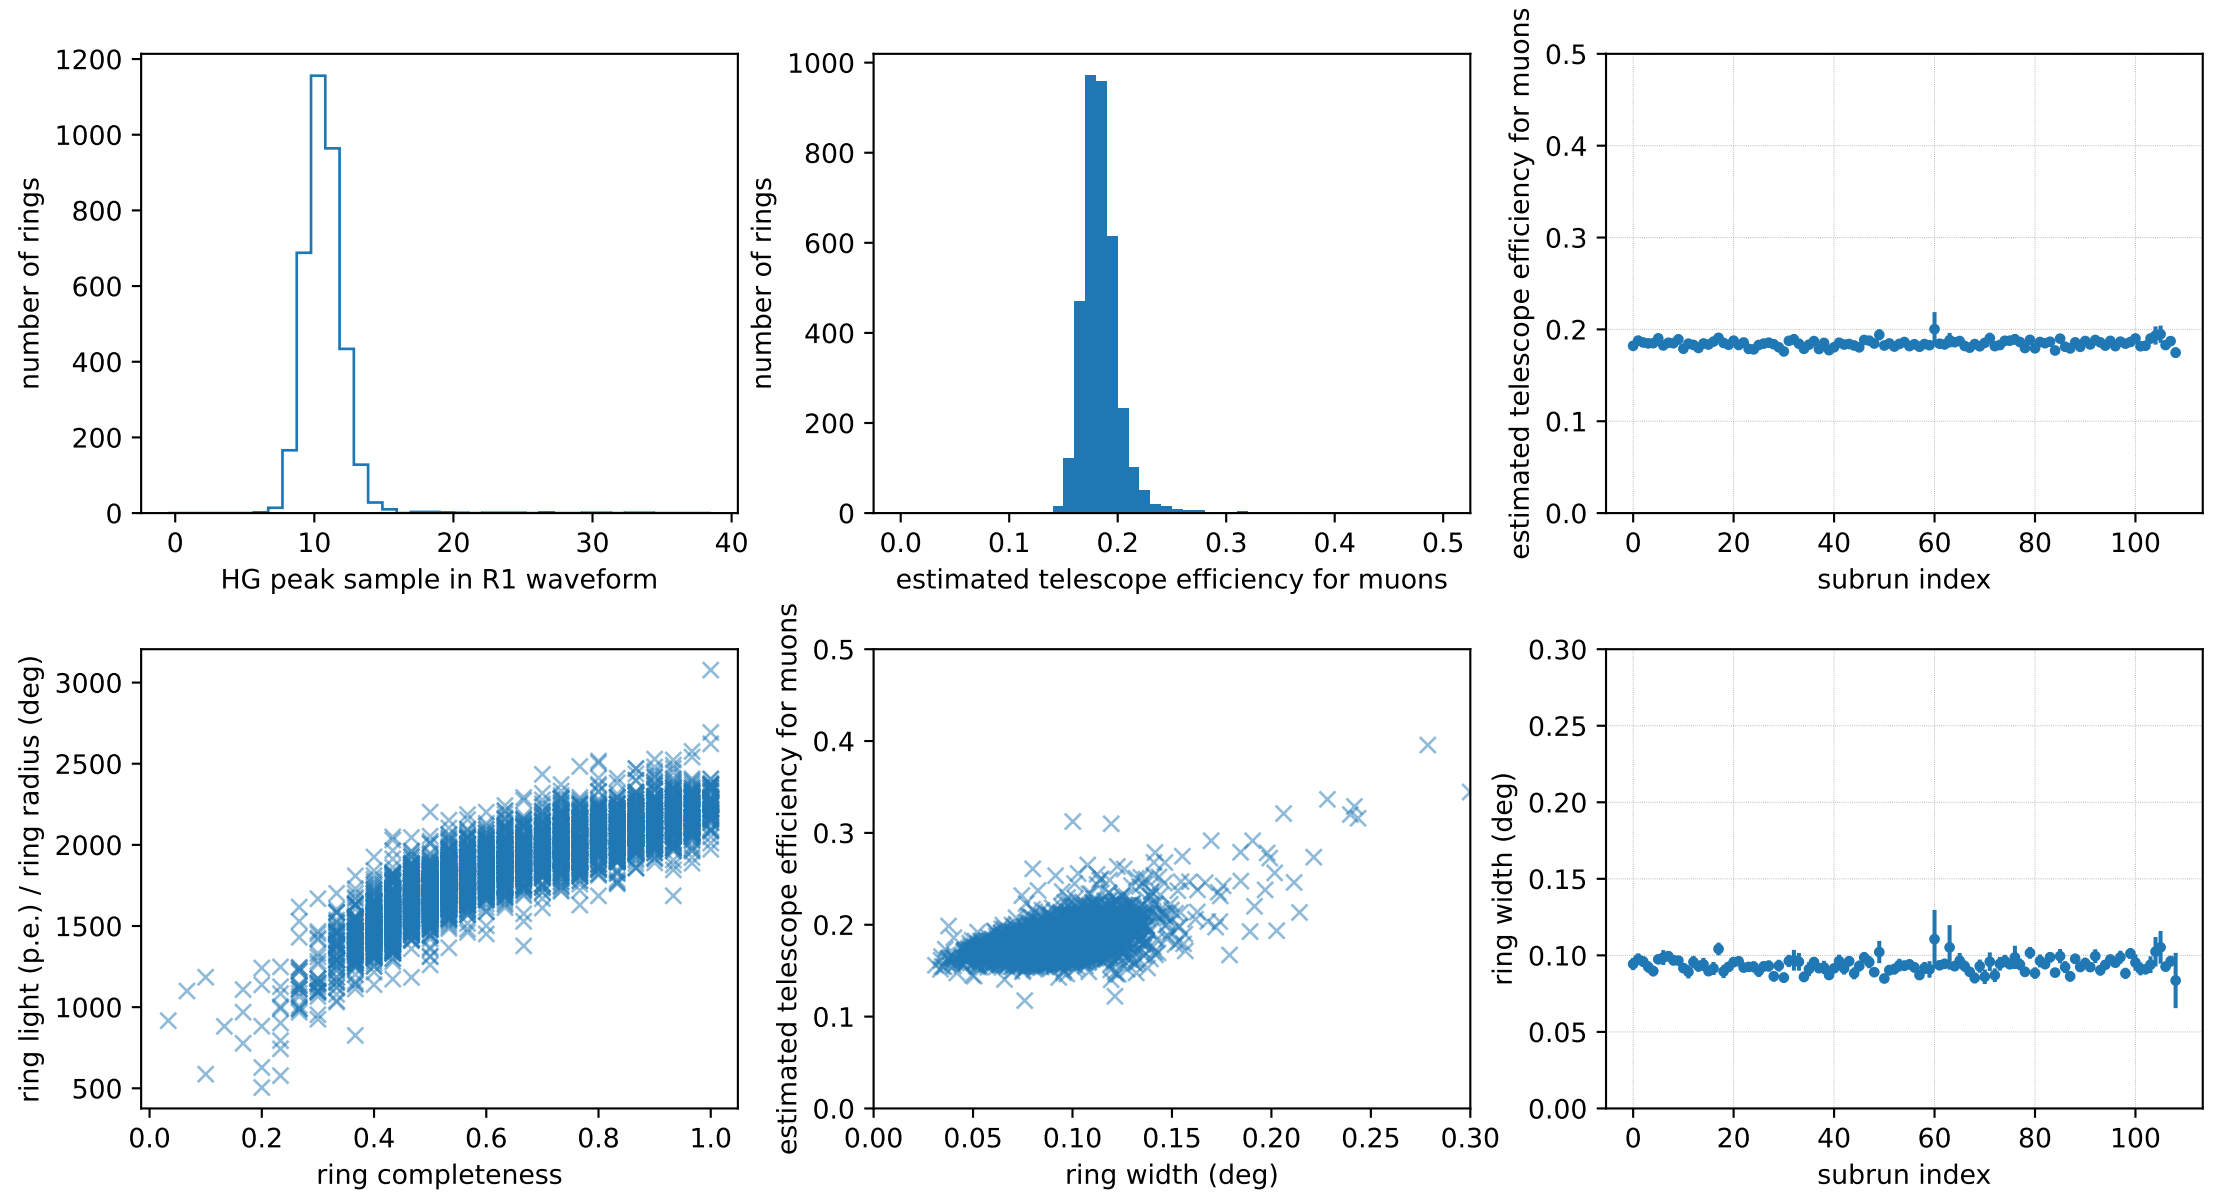 number of rings
1200
1000
800
600
400
200
0
0 10 20 30 40
HG peak sample in R1 waveform
number of rings
1000
800
600
400
200
0
0.0 0.1 0.2 0.3 0.4 0.5
estimated telescope efficiency for muons
estimated telescope efficiency for muons
0.5
0.4
0.3
0.2
0.1
0.0
0 20 40 60 80 100
subrun index
ring light (p.e.) / ring radius (deg)
3000
2500
2000
1500
1000
500
0.0 0.2 0.4 0.6 0.8 1.0
ring completeness
estimated telescope efficiency for muons
0.5
0.4
0.3
0.2
0.1
0.0
0.00 0.05 0.10 0.15 0.20 0.25 0.30
ring width (deg)
ring width (deg)
0.30
0.25
0.20
0.15
0.10
0.05
0.00
0 20 40 60 80 100
subrun index